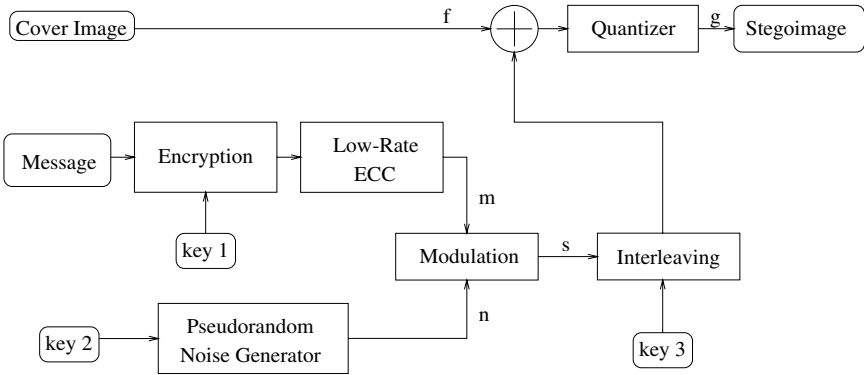 Cover Image
f
Quantizer
g
Stegoimage
Message
Encryption
Low-Rate
ECC
key 1
m
Modulation
s
Interleaving
key 2
Pseudorandom
Noise Generator
n
key 3